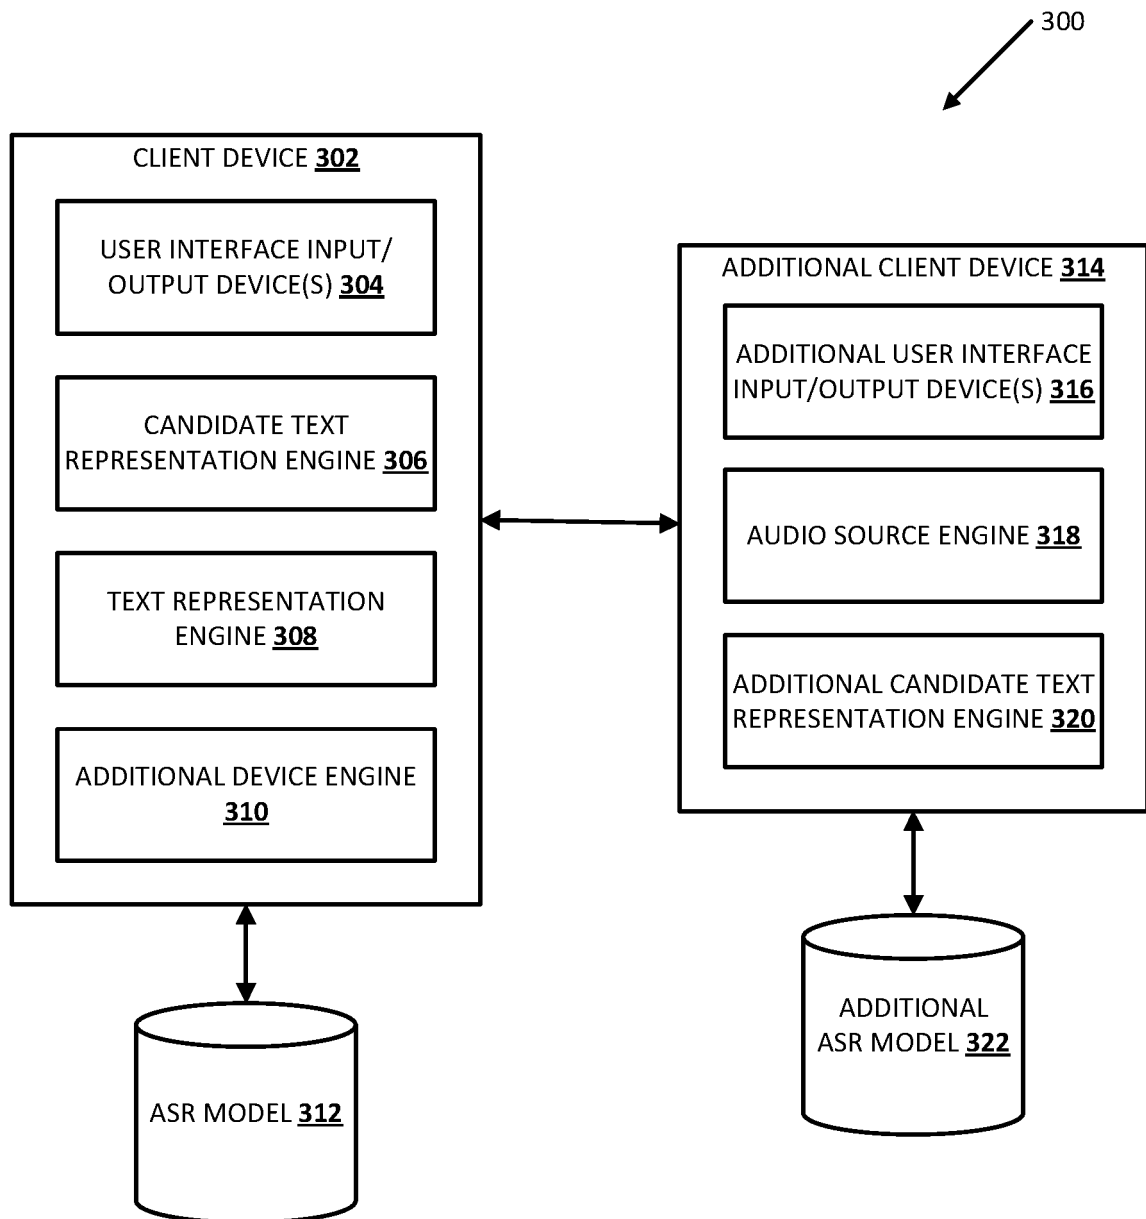 300
CLIENT DEVICE 302
USER INTERFACE INPUT/
OUTPUT DEVICE(S) 304
CANDIDATE TEXT
REPRESENTATION ENGINE 306
TEXT REPRESENTATION
ENGINE 308
ADDITIONAL DEVICE ENGINE
310
ASR MODEL 312
ADDITIONAL CLIENT DEVICE 314
ADDITIONAL USER INTERFACE
INPUT/OUTPUT DEVICE(S) 316
AUDIO SOURCE ENGINE 318
ADDITIONAL CANDIDATE TEXT
REPRESENTATION ENGINE 320
ADDITIONAL
ASR MODEL 322